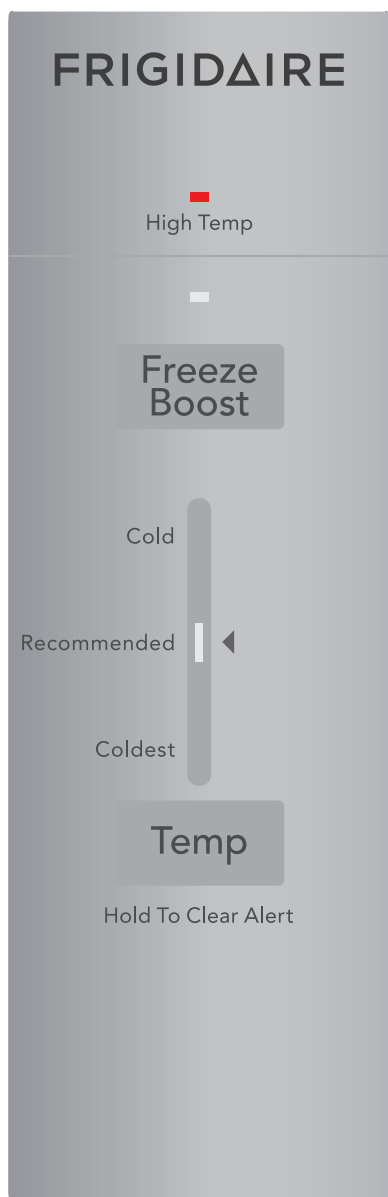 FRIGIDAIRE
High Temp
Freeze
Boost
Cold
Recommended
Coldest
Temp
Hold To Clear Alert